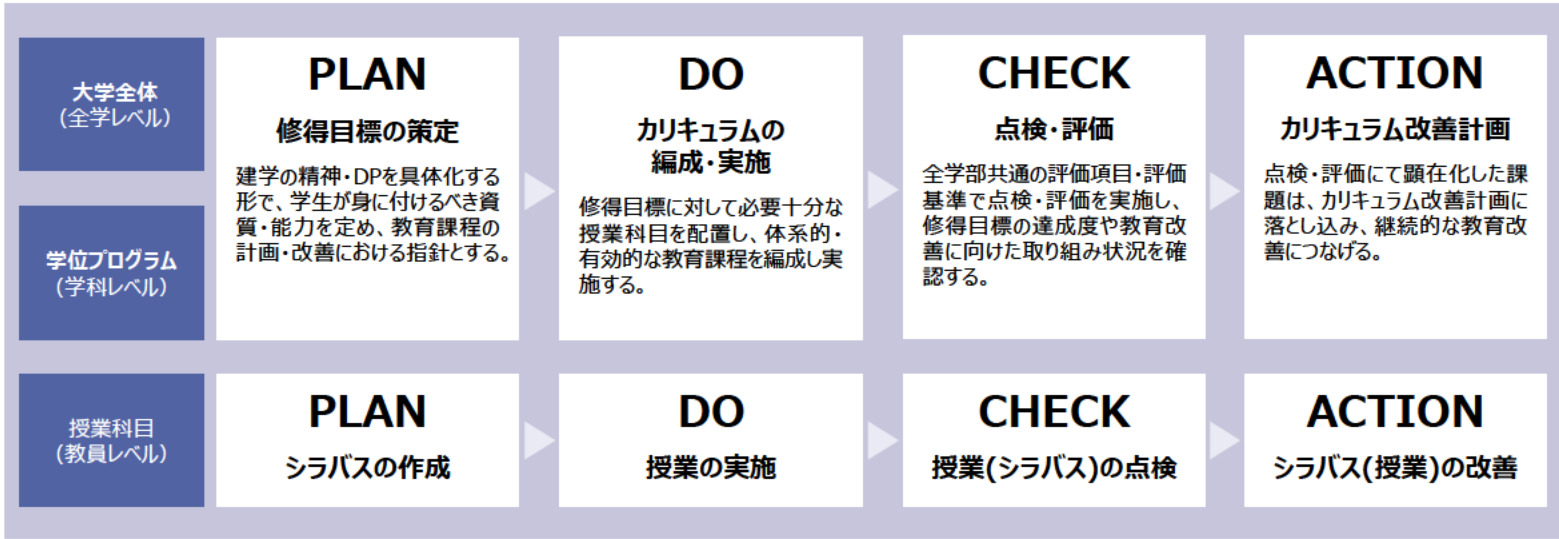 大学全体
(全学レベル)
学位プログラム
(学科レベル)
PLAN
修得目標の策定
建学の精神・DPを具体化する
形で、学生が身に付けるべき資
質・能力を定め、教育課程の
計画・改善における指針とする。
DO
カリキュラムの
編成・実施
修得目標に対して必要十分な
授業科目を配置し、体系的・
有効的な教育課程を編成し実
施する。
CHECK
点検・評価
全学部共通の評価項目・評価
基準で点検・評価を実施し、
修得目標の達成度や教育改
善に向けた取り組み状況を確
認する。
ACTION
カリキュラム改善計画
点検・評価にて顕在化した課
題は、カリキュラム改善計画に
落とし込み、継続的な教育改
善につなげる。
授業科目
(教員レベル)
PLAN
シラバスの作成
DO
授業の実施
CHECK
授業(シラバス)の点検
ACTION
シラバス(授業)の改善